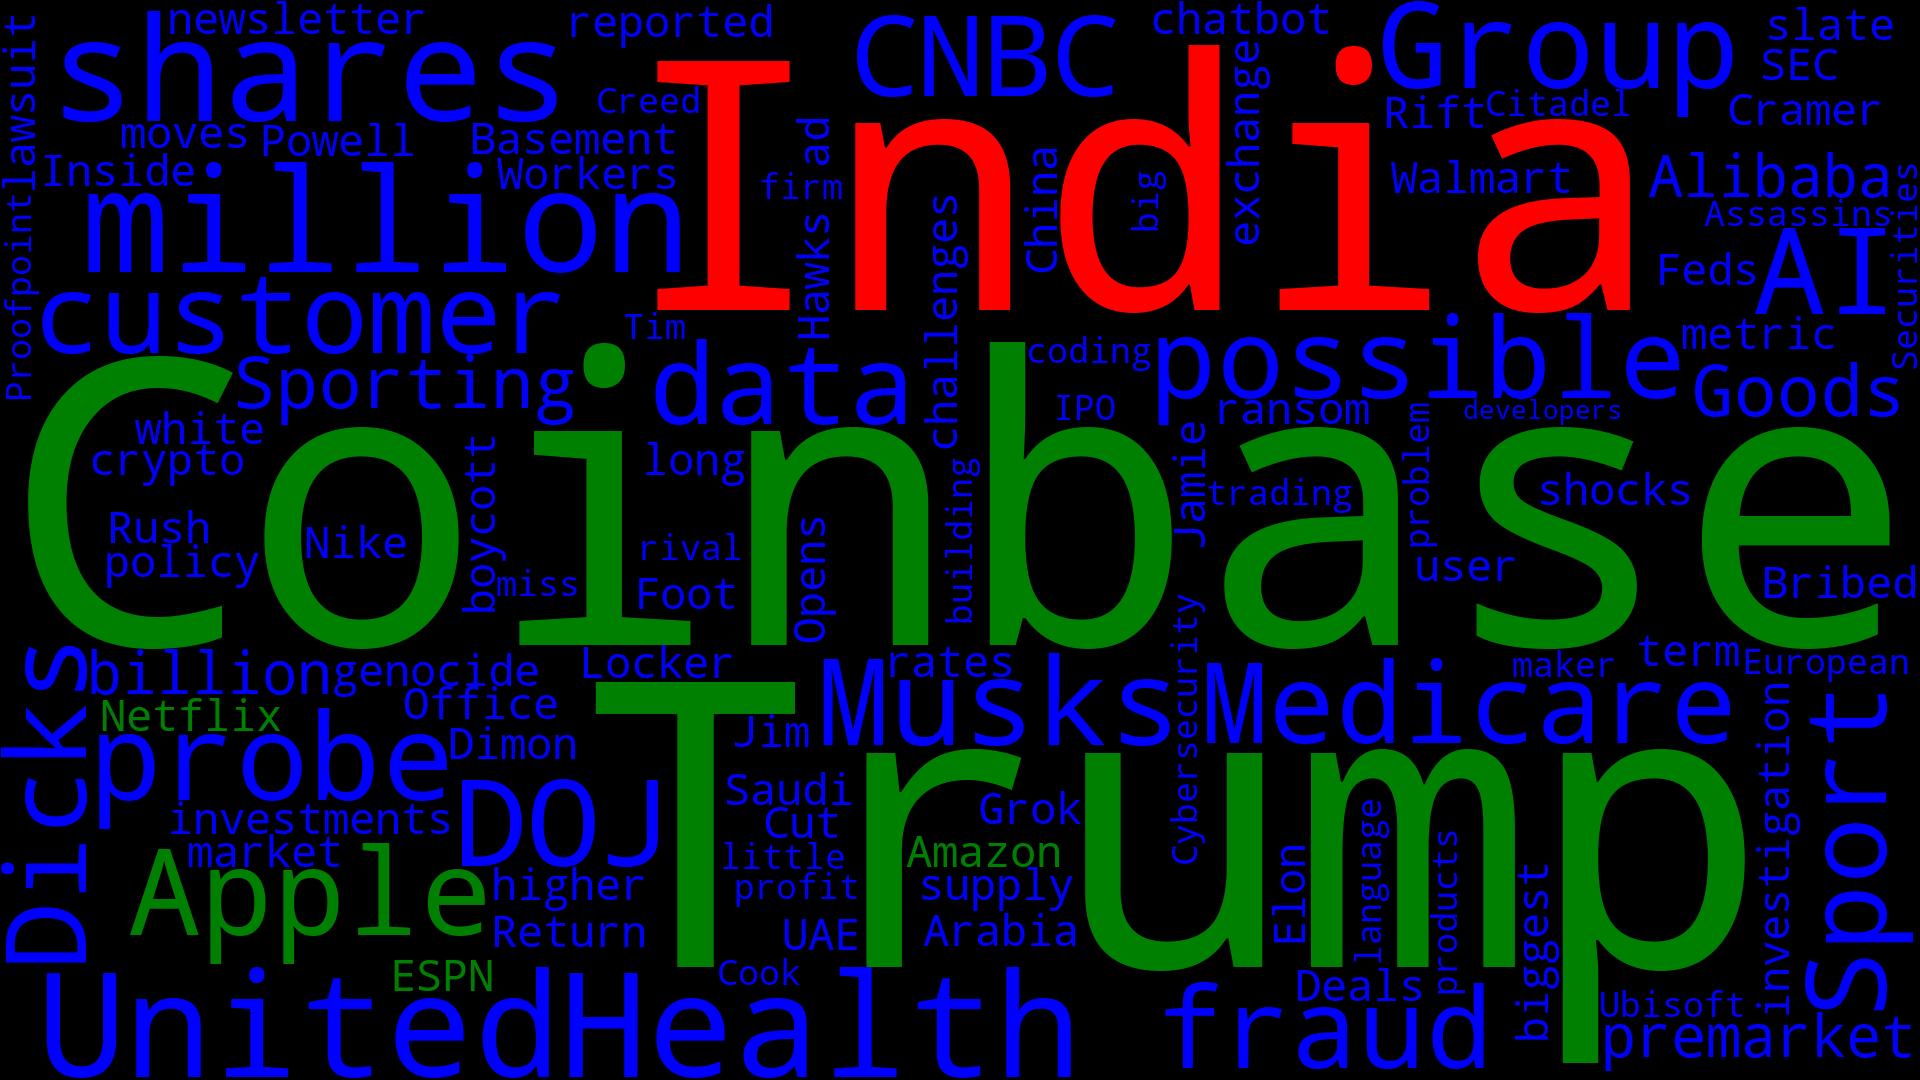 newsletter
reported
CNBC
chatbot
Group
slate
shares
SEC
Creed
India
exchange
Rift
Citadel
Cramer
lawsuit
moves
Powell
Basement
ad
Inside
Workers
firm
China
big
Walmart
Alibaba
million
Hawks
challenges
Assassins
Proofpoint
Feds
AI
Securities
customer
Tim
data
coding
possible
metric
Sporting
IPO
ransom
developers
Goods
white
crypto
Coinbase
long
boycott
Jamie
trading
problem
shocks
Rush
policy
Nike
miss
rival
Foot
Opens
building
user
Bribed
Dicks
billion
genocide
Locker
rates
Musks
Medicare
maker
term
European
Netflix
Office
probe
Dimon
Jim
Cybersecurity
Trump
investigation
Sport
investments
DOJ
Saudi
Cut
Grok
market
little
Amazon
Elon
language
products
Apple
higher
profit
supply
biggest
Return
UAE
Arabia
ESPN
Cook
Deals
UnitedHealth
fraud
Ubisoft
premarket